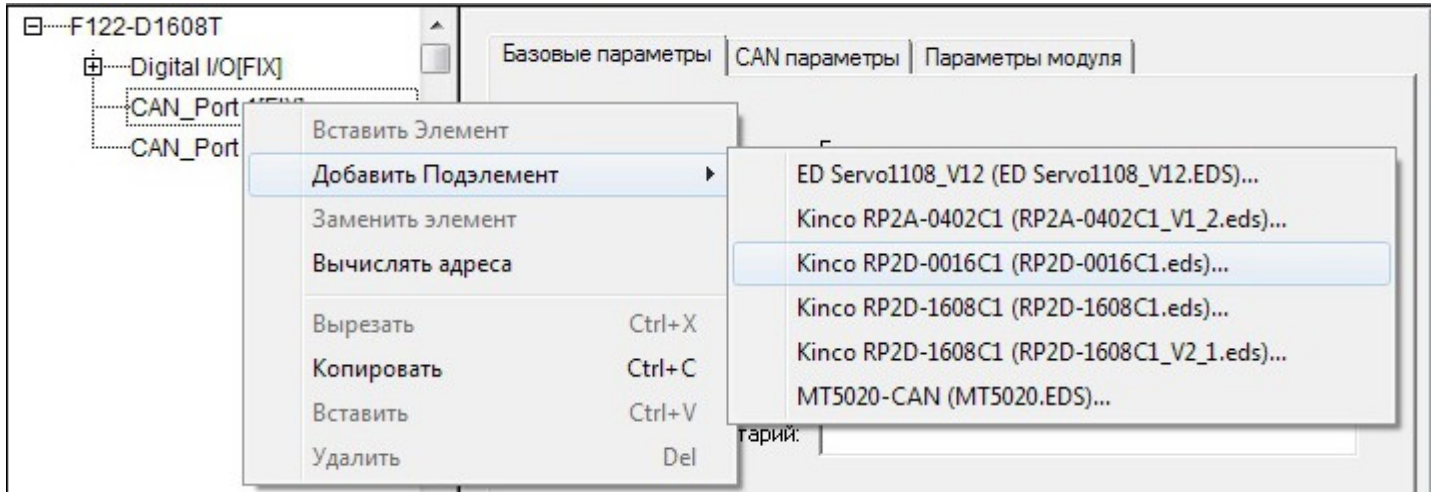 F122-D1608T
Digital I/O[FIX]
CAN_Port
CAN_Port
Базовые параметры
CAN параметры
Параметры модуля
Вставить Элемент
Добавить Подэлемент
Заменить элемент
Вычислять адреса
Вырезать Ctrl+X
Копировать Ctrl+C
Вставить Ctrl+V
Удалить Del
ED Servo1108_V12 (ED Servo1108_V12.EDS)...
Kinco RP2A-0402C1 (RP2A-0402C1_V1_2.eds)...
Kinco RP2D-0016C1 (RP2D-0016C1.eds)...
Kinco RP2D-1608C1 (RP2D-1608C1.eds)...
Kinco RP2D-1608C1 (RP2D-1608C1_V2_1.eds)...
MT5020-CAN (MT5020.EDS)...
тарий: